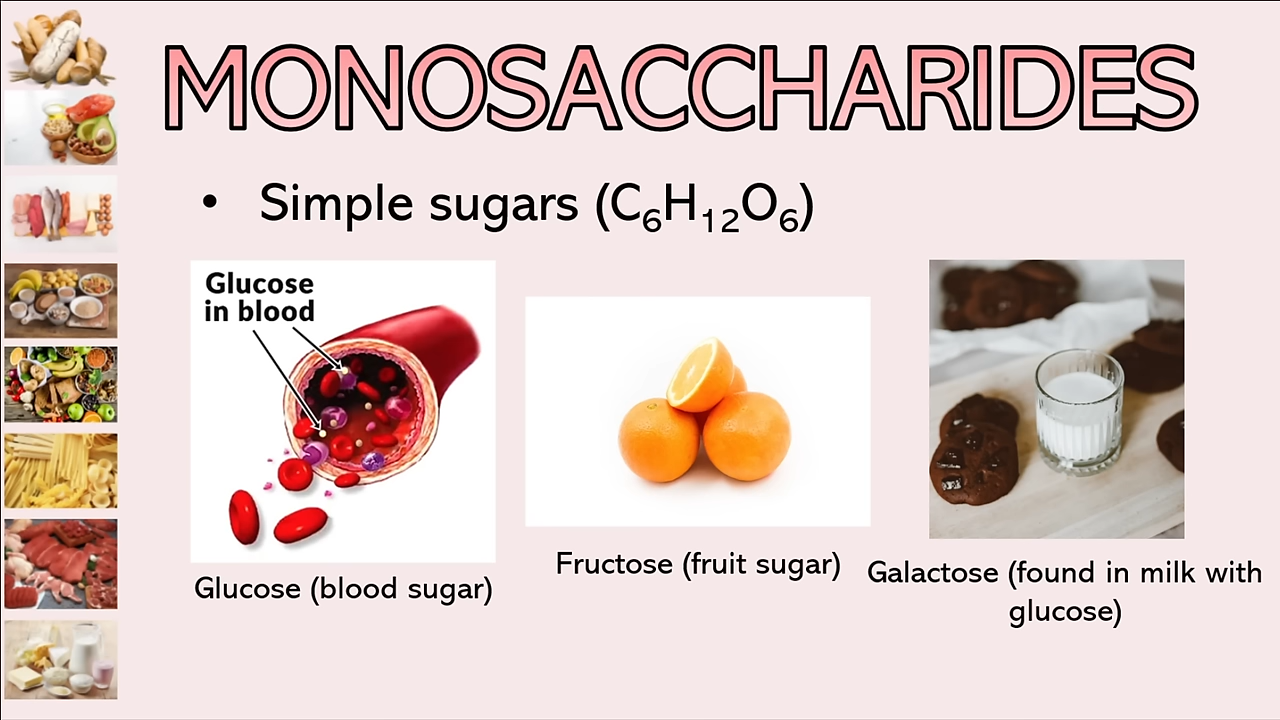 MONOSACCHARIDES
• Simple sugars (C₆H₁₂O₆)
Glucose
in blood
Glucose (blood sugar)
Fructose (fruit sugar)
Galactose (found in milk with
glucose)